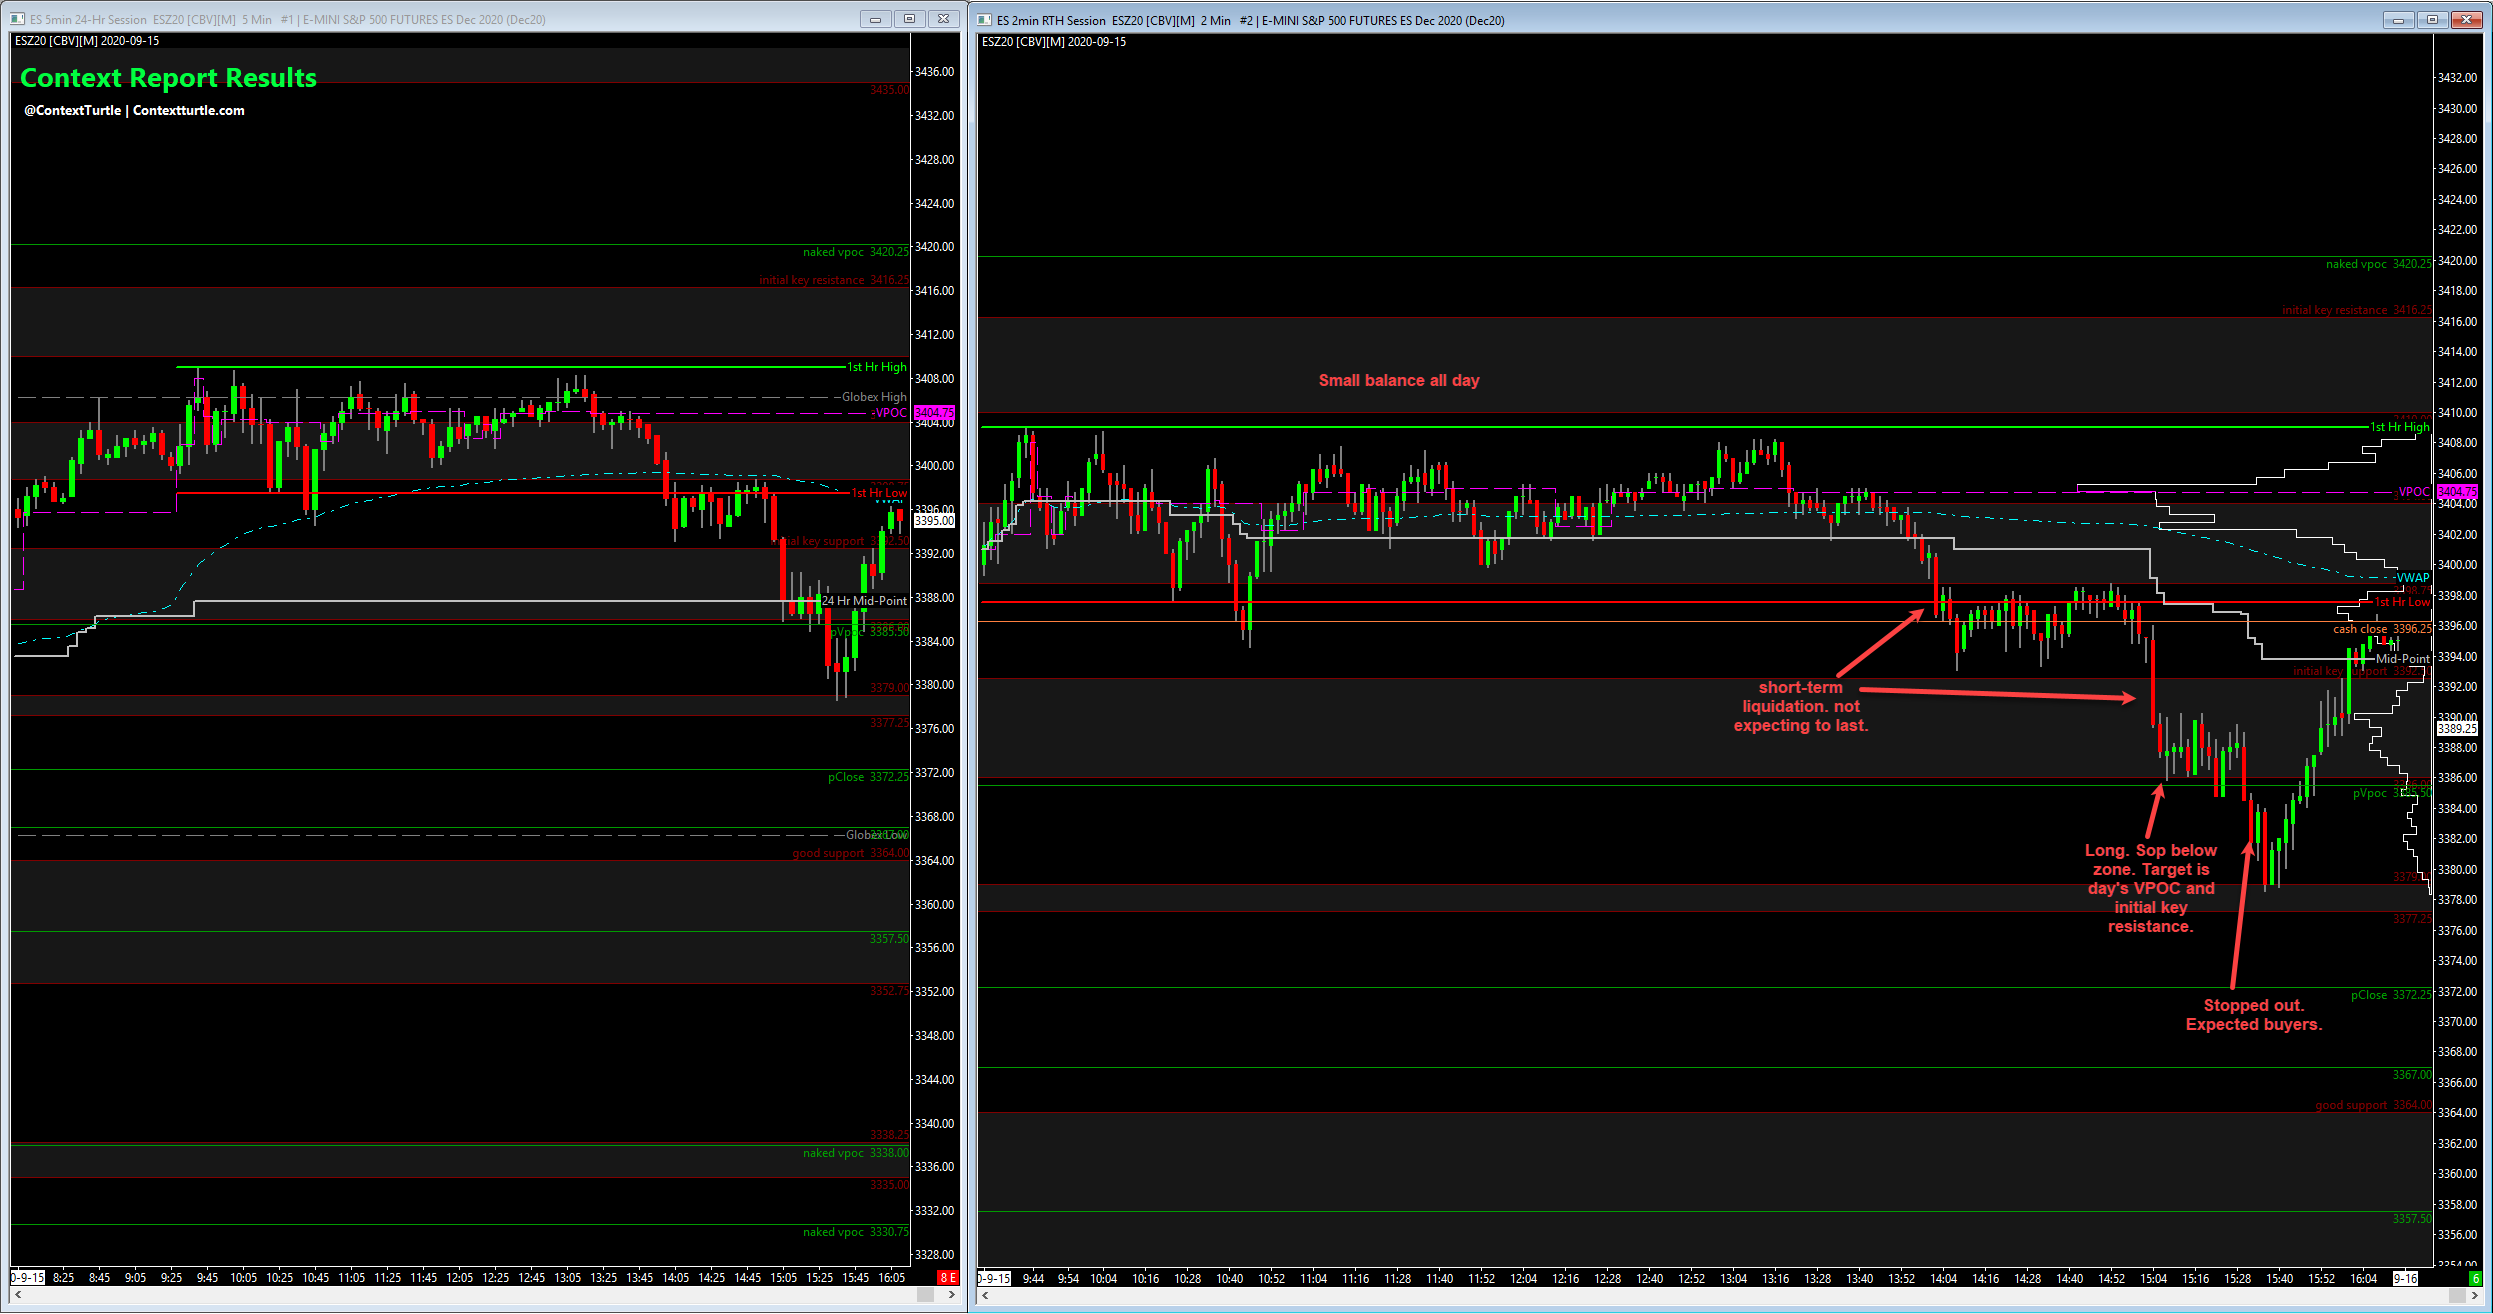 ES 5min 24-Hr Session ESZ20 [CBV][M] 5 Min #1 | E-MINI S&P 500 FUTURES ES Dec 2020 (Dec20)
ESZ20 [CBV][M] 2020-09-15
Context Report Results
@ContextTurtle | Contextturtle.com
3435.00
naked vpoc 3420.25
initial key resistance 3416.25
1st Hr High
Globex High
VPOC
1st Hr Low
key support
24 Hr Mid-Point
pVpoc 3385.50
3379.00
3377.25
pClose 3372.25
Globex Low
good support 3364.00
3357.50
3352.75
3338.25
naked vpoc 3338.00
3335.00
naked vpoc 3330.75
3436.00
3432.00
3428.00
3424.00
3420.00
3416.00
3412.00
3408.00
3404.75
3404.00
3400.00
3396.00
3395.00
3392.00
3388.00
3384.00
3380.00
3376.00
3372.00
3368.00
3364.00
3360.00
3356.00
3352.00
3348.00
3344.00
3340.00
3336.00
3332.00
3328.00
0-9-15 8:25 8:45 9:05 9:25 9:45 10:05 10:25 10:45 11:05 11:25 11:45 12:05 12:25 12:45 13:05 13:25 13:45 14:05 14:25 14:45 15:05 15:25 15:45 16:05 8 E
ES 2min RTH Session ESZ20 [CBV][M] 2 Min #2 | E-MINI S&P 500 FUTURES ES Dec 2020 (Dec20)
ESZ20 [CBV][M] 2020-09-15
naked vpoc 3420.25
initial key resistance 3416.25
Small balance all day
1st Hr High
VPOC
VWAP
1st Hr Low
cash close 3396.25
Mid-Point
initial key support
short-term
liquidation. not
expecting to last.
pVpoc 3385.50
Long. Sop below
zone. Target is
day's VPOC and
initial key
resistance.
3377.25
pClose 3372.25
Stopped out.
Expected buyers.
3367.00
good support 3364.00
3357.50
3432.00
3430.00
3428.00
3426.00
3424.00
3422.00
3420.00
3418.00
3416.00
3414.00
3412.00
3410.00
3408.00
3406.00
3404.75
3404.00
3402.00
3400.00
3398.00
3396.00
3394.00
3392.00
3390.00
3389.25
3388.00
3386.00
3384.00
3382.00
3380.00
3378.00
3376.00
3374.00
3372.00
3370.00
3368.00
3366.00
3364.00
3362.00
3360.00
3358.00
3356.00
3354.00
0-9-15 9:44 9:54 10:04 10:16 10:28 10:40 10:52 11:04 11:16 11:28 11:40 11:52 12:04 12:16 12:28 12:40 12:52 13:04 13:16 13:28 13:40 13:52 14:04 14:16 14:28 14:40 14:52 15:04 15:16 15:28 15:40 15:52 16:04 9-16 6